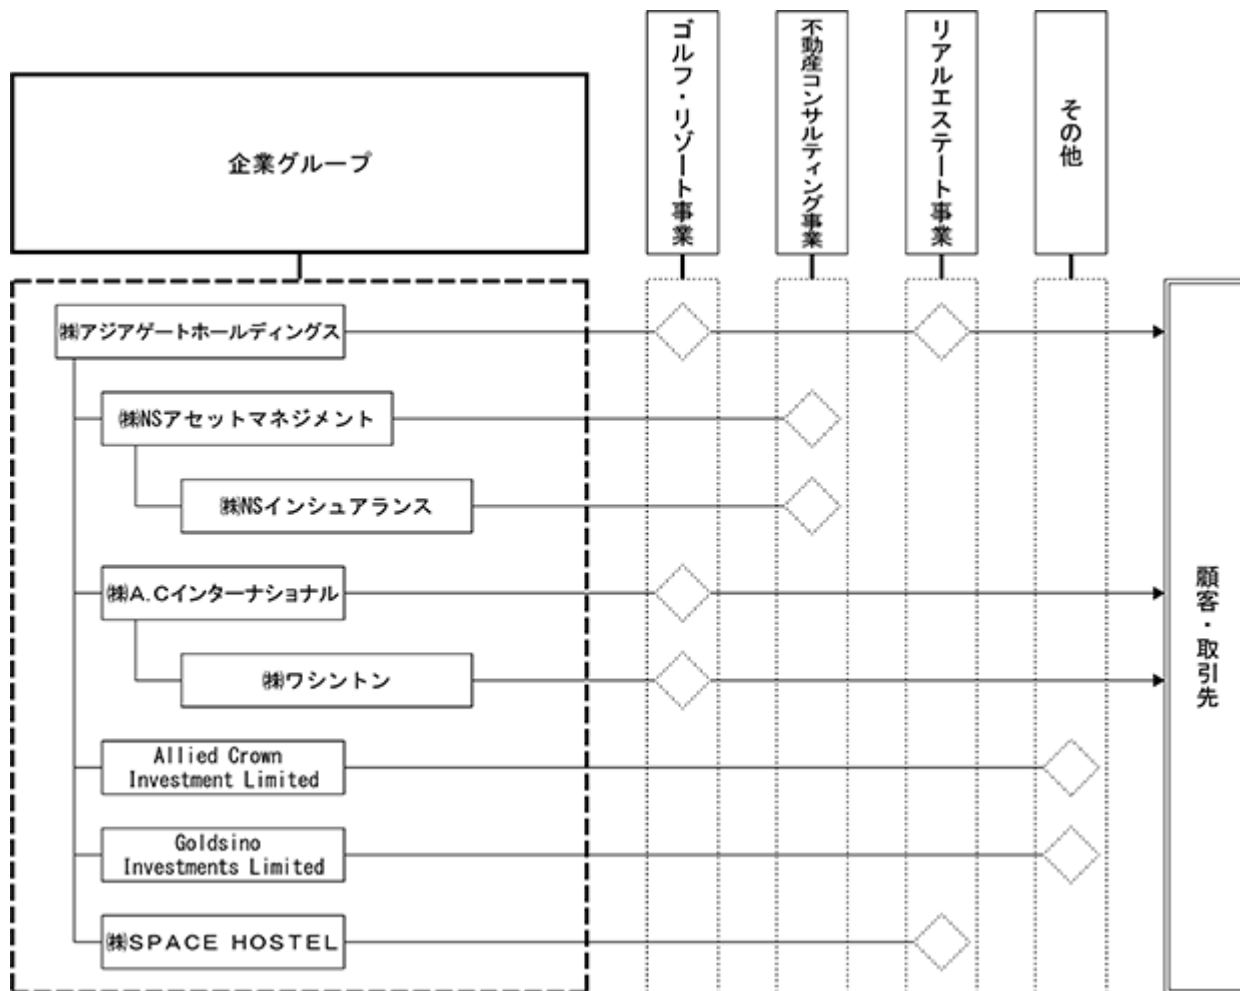 ゴルフ・リゾート事業
不動産コンサルティング事業
リアルエステート事業
その他
企業グループ
㈱アジアゲートホールディングス
㈱NSアセットマネジメント
㈱NSインシュアランス
㈱A.Cインターナショナル
㈱ワシントン
Allied Crown
Investment Limited
Goldsino
Investments Limited
㈱SPACE HOSTEL
顧客・取引先